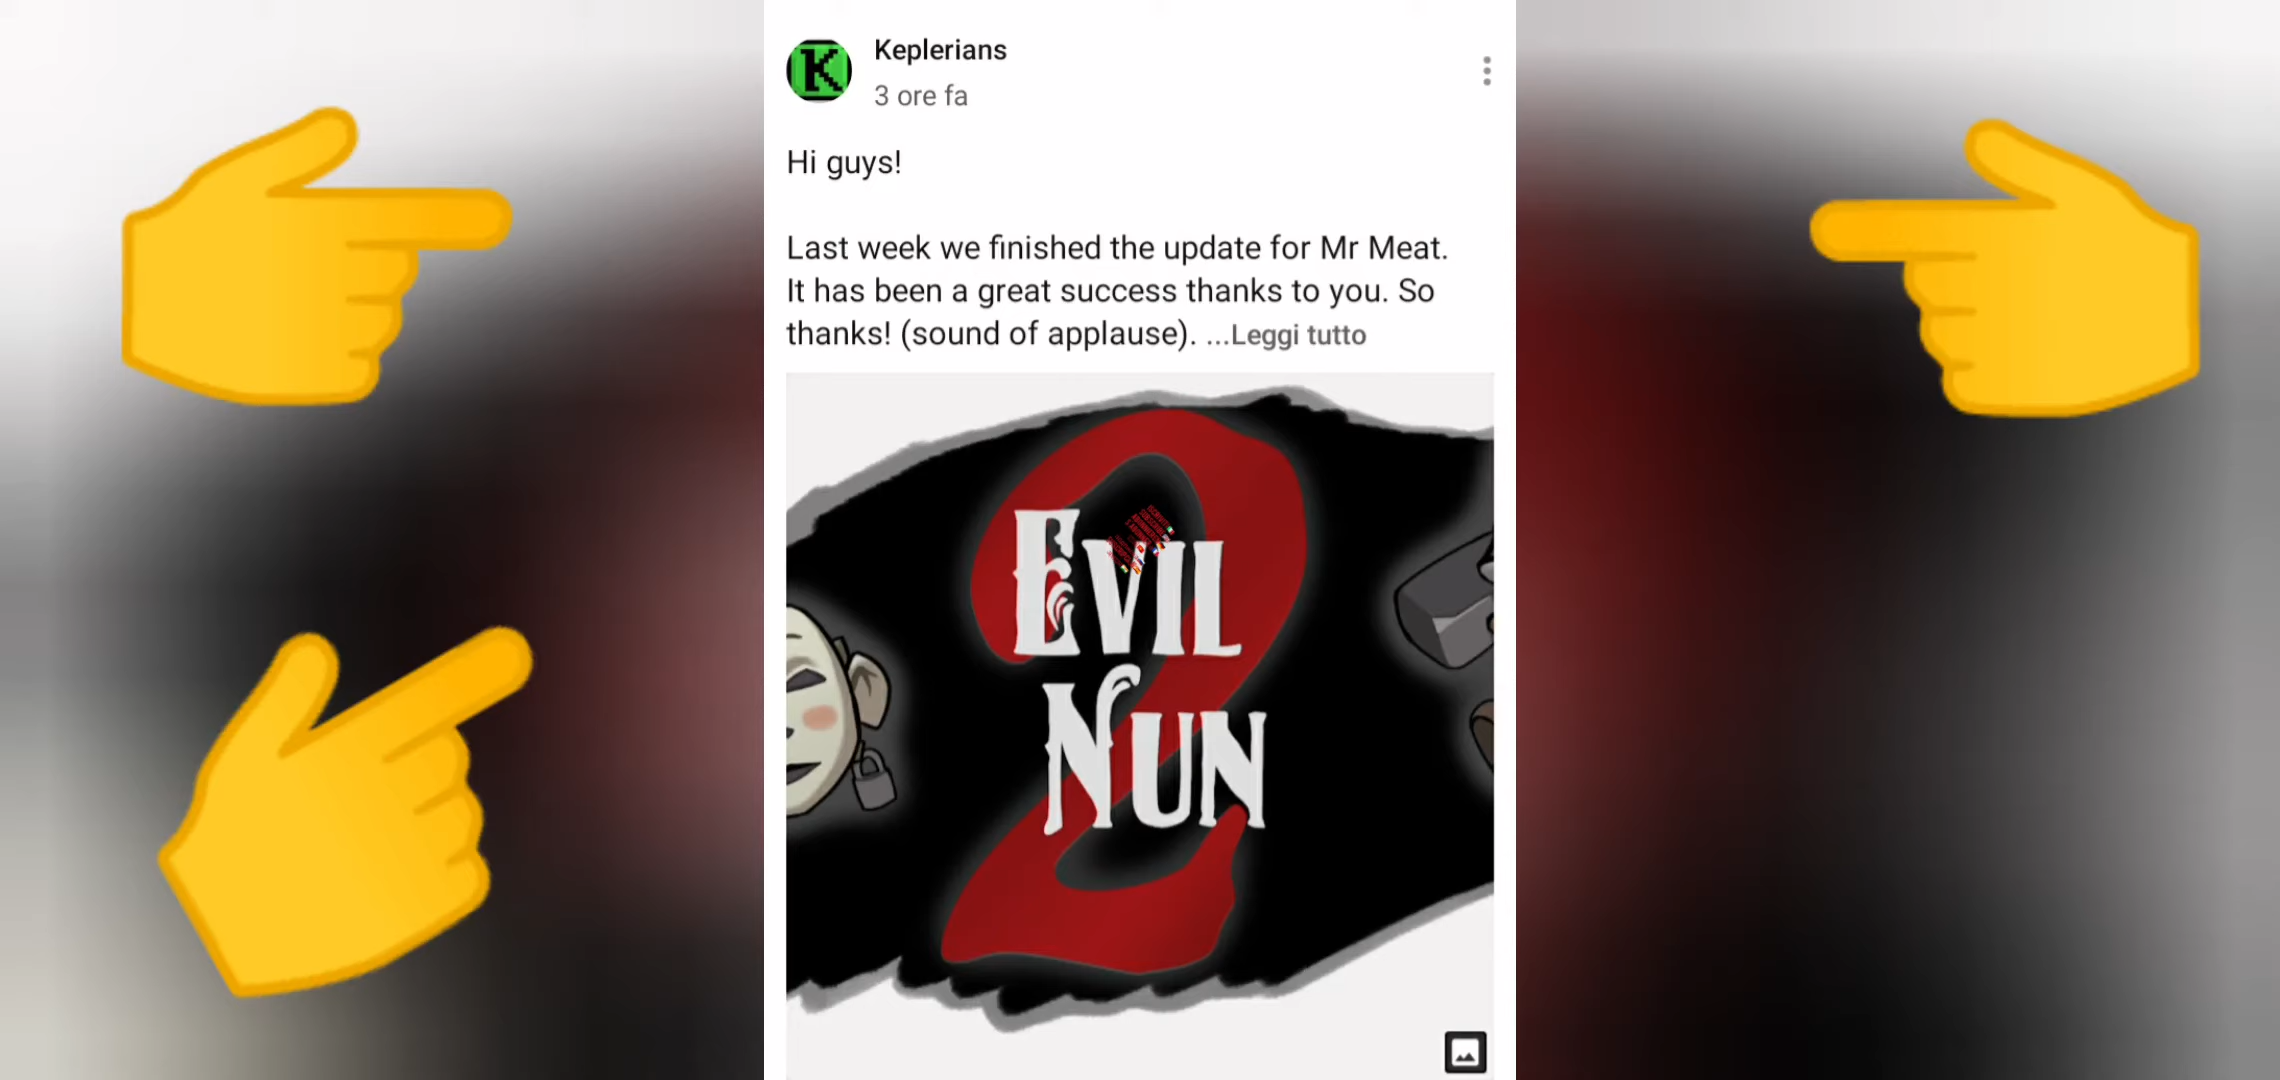 K
Keplerians
3 ore fa
Hi guys!
Last week we finished the update for Mr Meat.
It has been a great success thanks to you. So
thanks! (sound of applause). ...Leggi tutto
2
EVIL
NUN